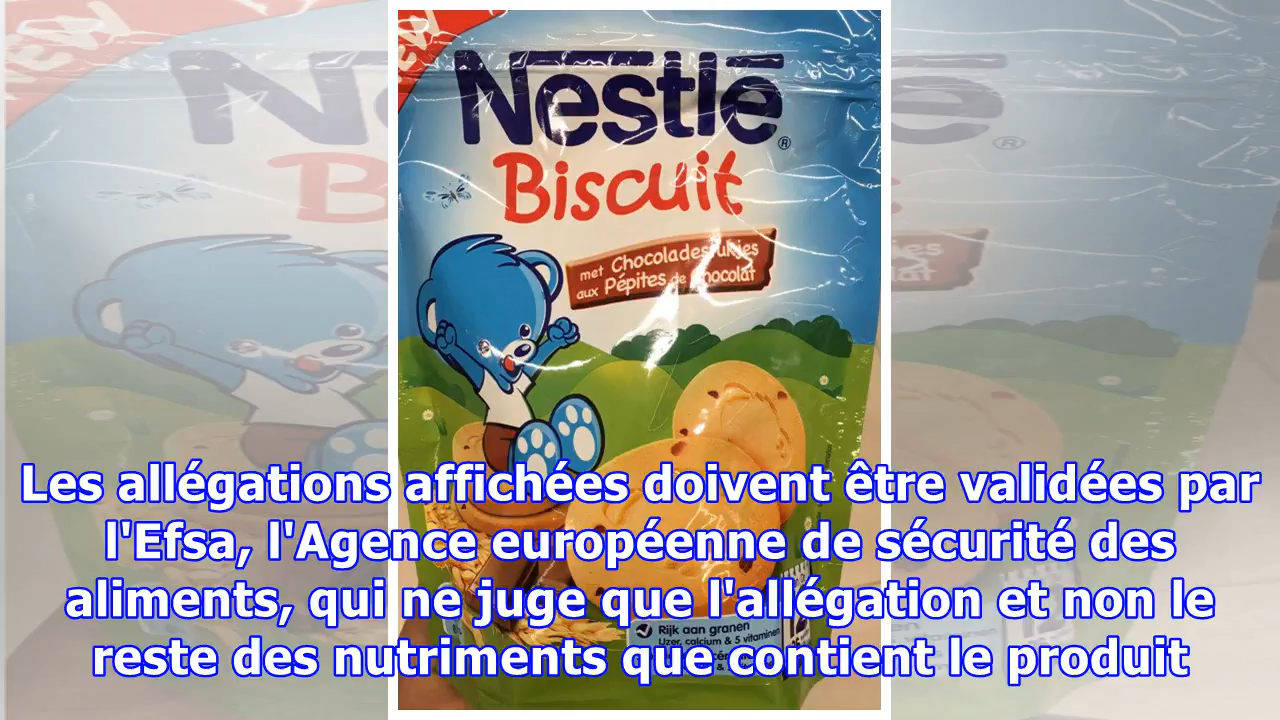 NEW
Nestlé
®
Biscuit
met Chocoladestukjes
aux Pépites de chocolat
Les allégations affichées doivent être validées par
l'Efsa, l'Agence européenne de sécurité des
aliments, qui ne juge que l'allégation et non le
reste des nutriments que contient le produit
Rijk aan granen
IJzer, calcium & 5 vitaminen